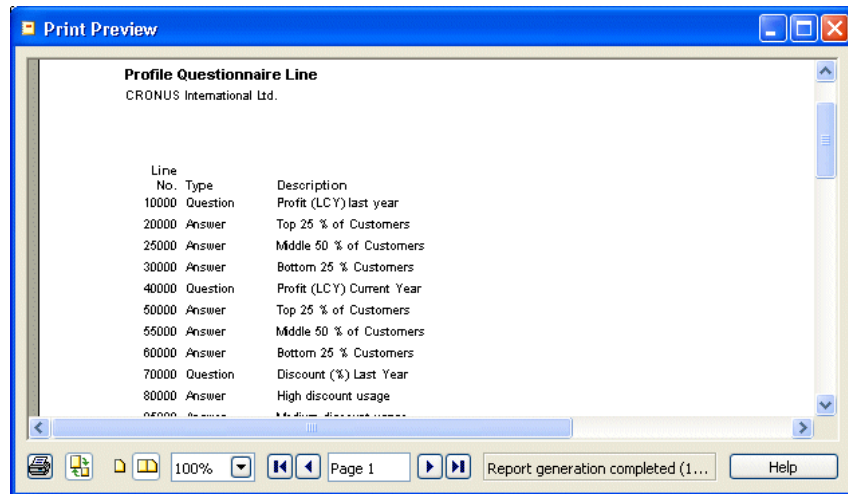 Print Preview
Profile Questionnaire Line
CRONUS International Ltd.
Line
No. Type Description
10000 Question Profit (LCY) last year
20000 Answer Top 25 % of Customers
25000 Answer Middle 50 % of Customers
30000 Answer Bottom 25 % Customers
40000 Question Profit (LCY) Current Year
50000 Answer Top 25 % of Customers
55000 Answer Middle 50 % of Customers
60000 Answer Bottom 25 % Customers
70000 Question Discount (%) Last Year
80000 Answer High discount usage
100% Page 1 Report generation completed (1... Help